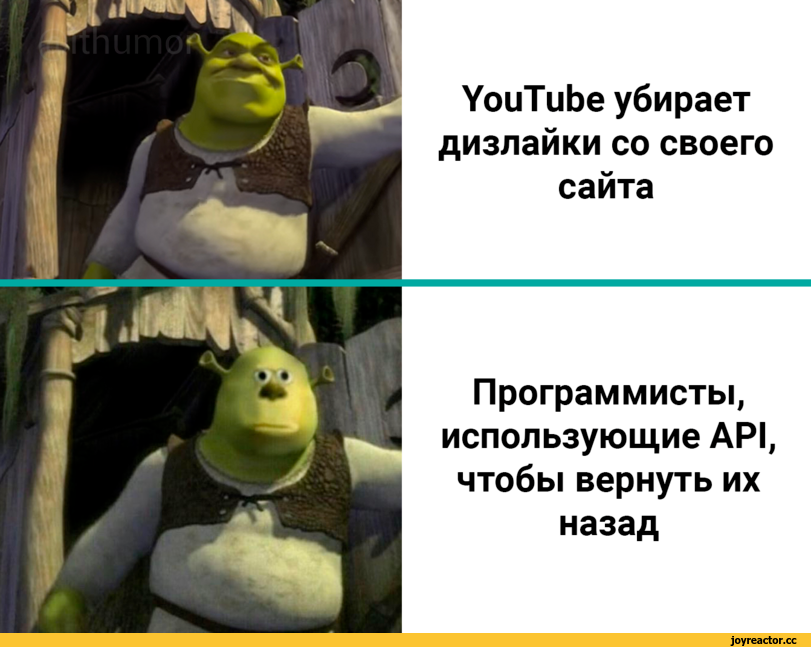 YouTube убирает
дизлайки со своего
сайта
Программисты,
использующие API,
чтобы вернуть их
назад
joyreactor.cc